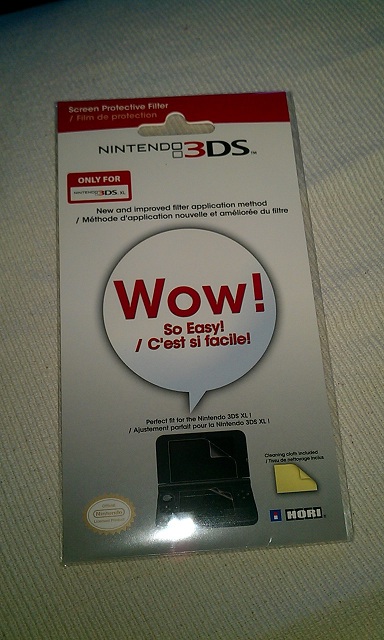 Screen Protective Filter
/ Film de protection
NINTENDO 3DS™
ONLY FOR
NINTENDO 3DS XL
New and improved filter application method
/ Méthode d'application nouvelle et améliorée du filtre
Wow!
So Easy!
/ C'est si facile!
Perfect fit for the Nintendo 3DS XL !
/ Ajustement parfait pour la Nintendo 3DS XL !
Cleaning cloth included
/ Tissu de nettoyage inclus
Nintendo
HORI